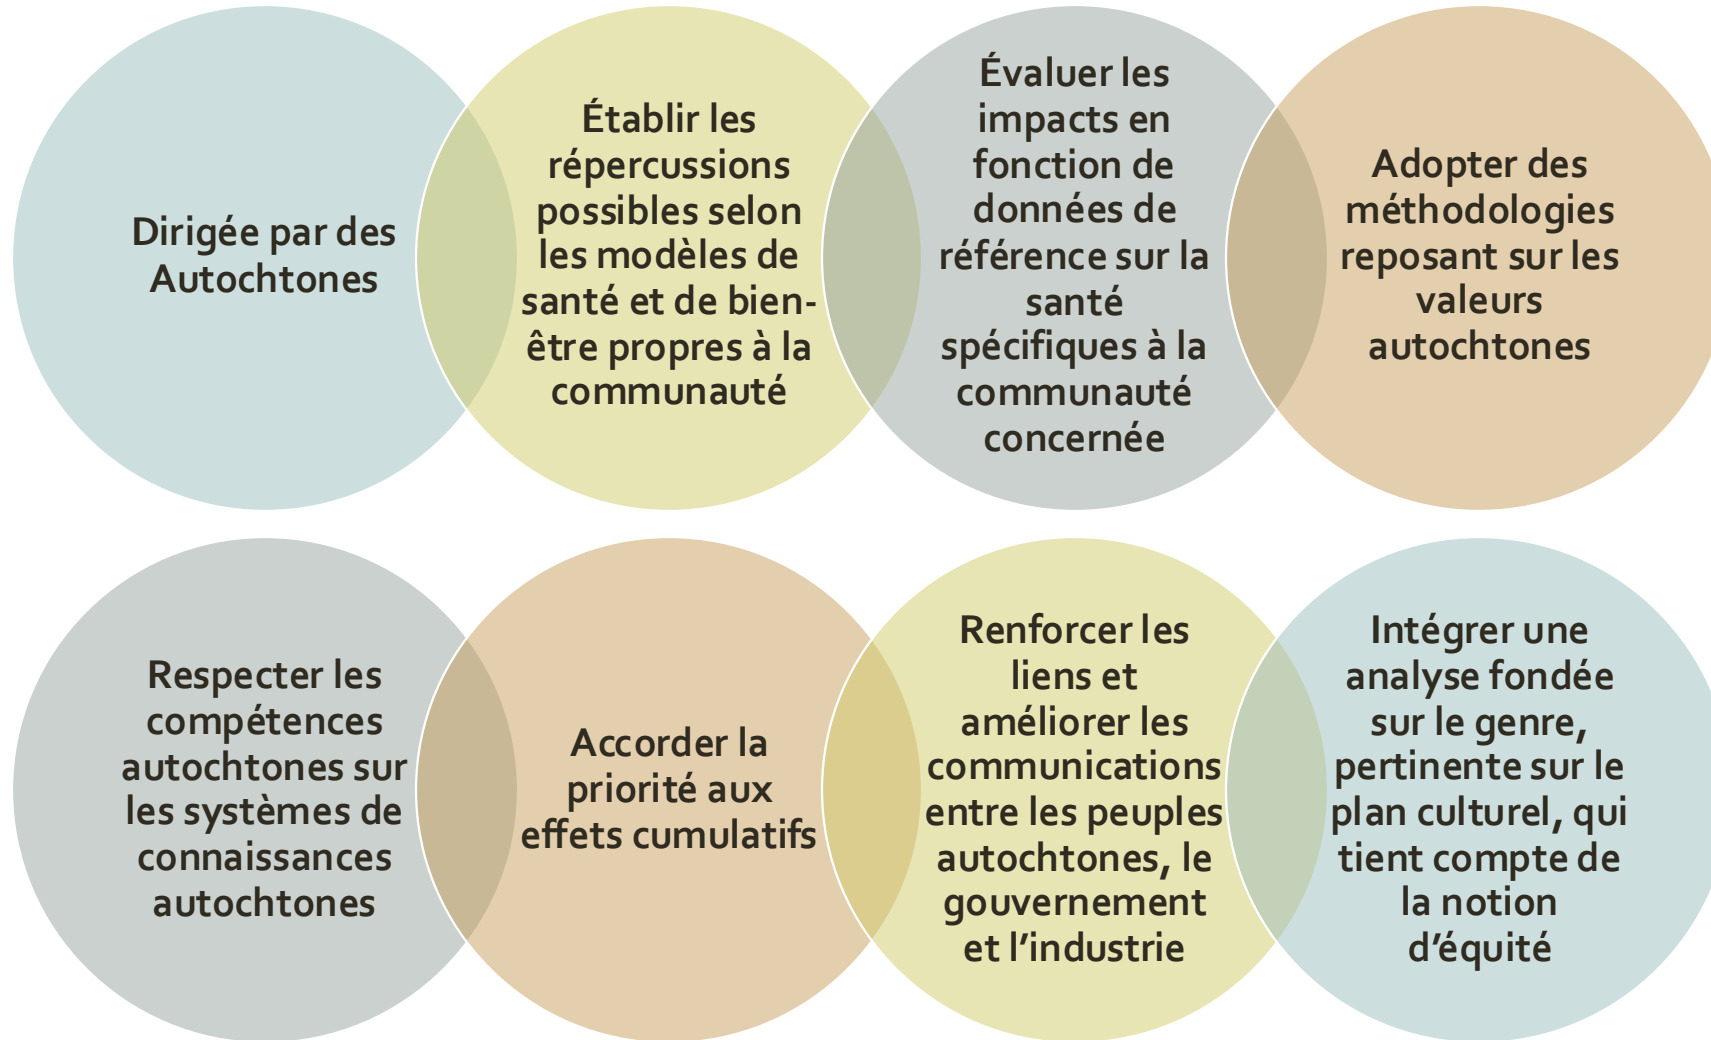 Dirigée par des
Autochtones
Établir les
répercussions
possibles selon
les modèles de
santé et de bien-
être propres à la
communauté
Évaluer les
impacts en
fonction de
données de
référence sur la
santé
spécifiques à la
communauté
concernée
Adopter des
méthodologies
reposant sur les
valeurs
autochtones
Respecter les
compétences
autochtones sur
les systèmes de
connaissances
autochtones
Accorder la
priorité aux
effets cumulatifs
Renforcer les
liens et
améliorer les
communications
entre les peuples
autochtones, le
gouvernement
et l’industrie
Intégrer une
analyse fondée
sur le genre,
pertinente sur le
plan culturel, qui
tient compte de
la notion
d’équité